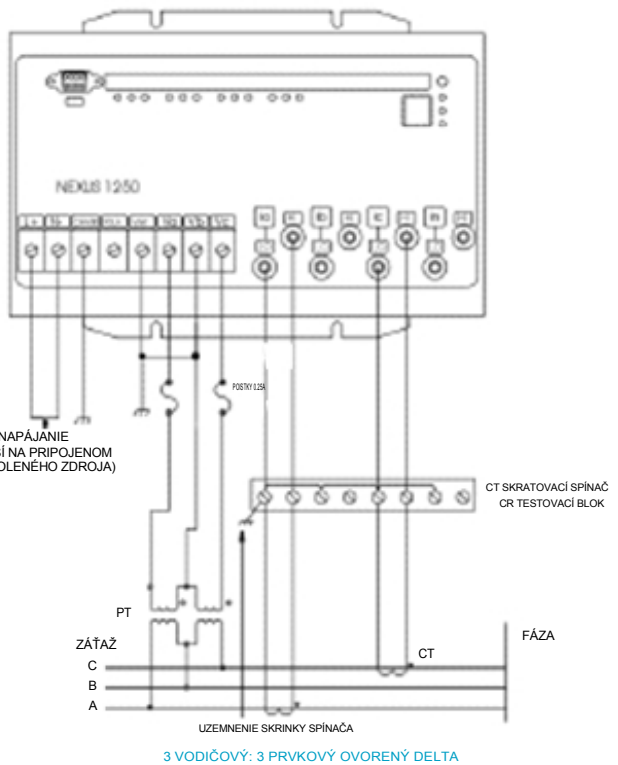 NEXUS 1250
POISTKY 0.25A
NAPÁJANIE
SÍ NA PRIPOJENOM
OLENÉHO ZDROJA)
CT SKRATOVACÍ SPÍNAČ
CR TESTOVACÍ BLOK
PT
ZÁŤAŽ
FÁZA
CT
C
B
A
UZEMNENIE SKRINKY SPÍNAČA
3 VODIČOVÝ: 3 PRVKOVÝ OVORENÝ DELTA